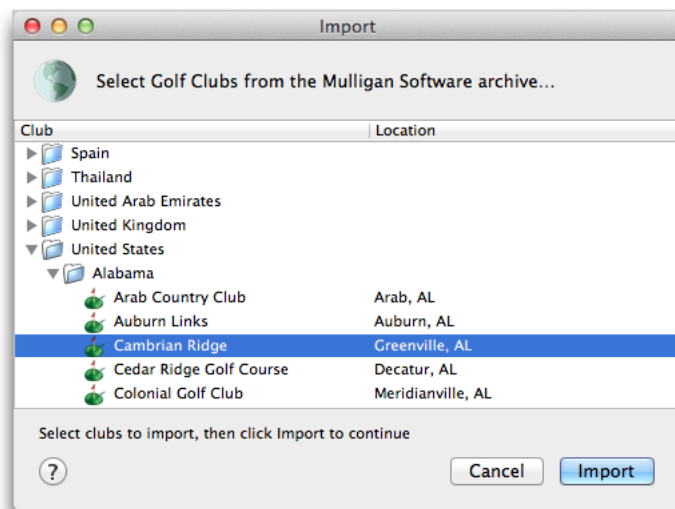 Import
Select Golf Clubs from the Mulligan Software archive...
Club Location
Spain
Thailand
United Arab Emirates
United Kingdom
United States
Alabama
Arab Country Club Arab, AL
Auburn Links Auburn, AL
Cambrian Ridge Greenville, AL
Cedar Ridge Golf Course Decatur, AL
Colonial Golf Club Meridianville, AL
Select clubs to import, then click Import to continue
? Cancel Import